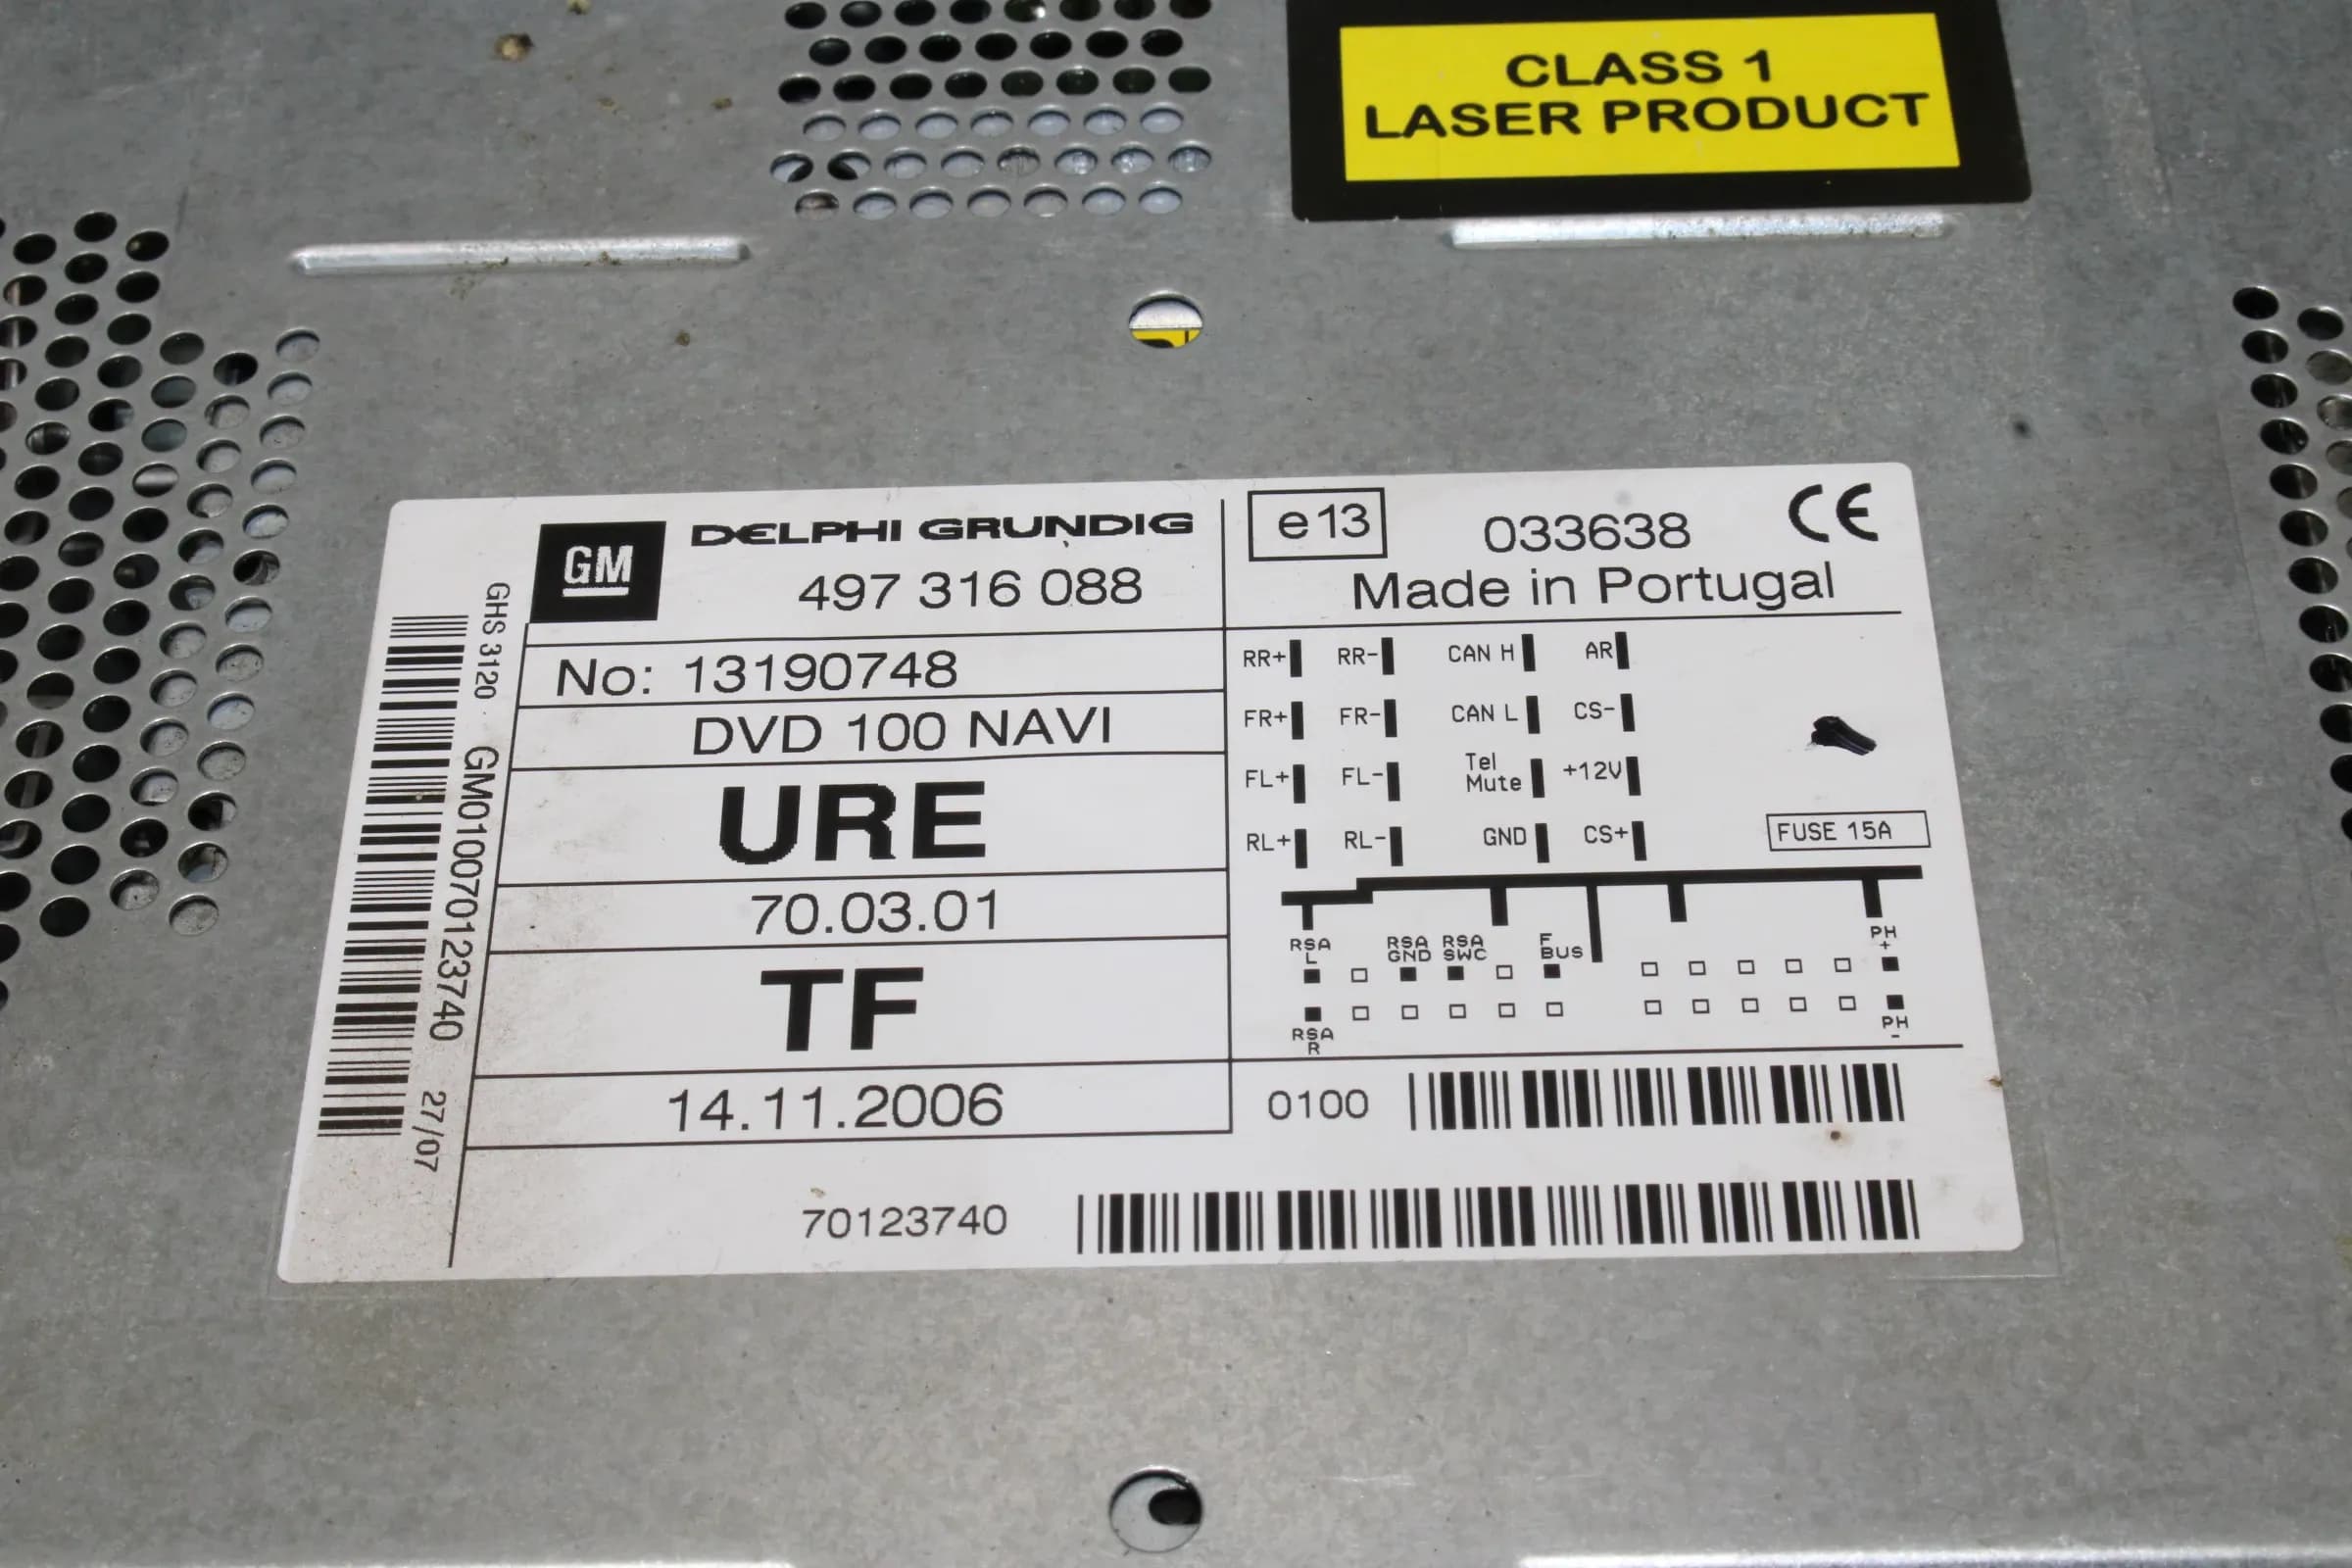 CLASS 1
LASER PRODUCT
GM
DELPHI GRUNDIG
497 316 088
e13
033638
CE
Made in Portugal
No: 13190748
DVD 100 NAVI
URE
70.03.01
TF
14.11.2006
GHS 3120
GM010070123740
27/07
RR+ RR- CAN H AR
FR+ FR- CAN L CS-
FL+ FL- Tel Mute +12V
RL+ RL- GND CS+
FUSE 15A
RSA L
RSA GND
RSA SWC
F BUS
PH +
RSA R
PH -
0100
70123740